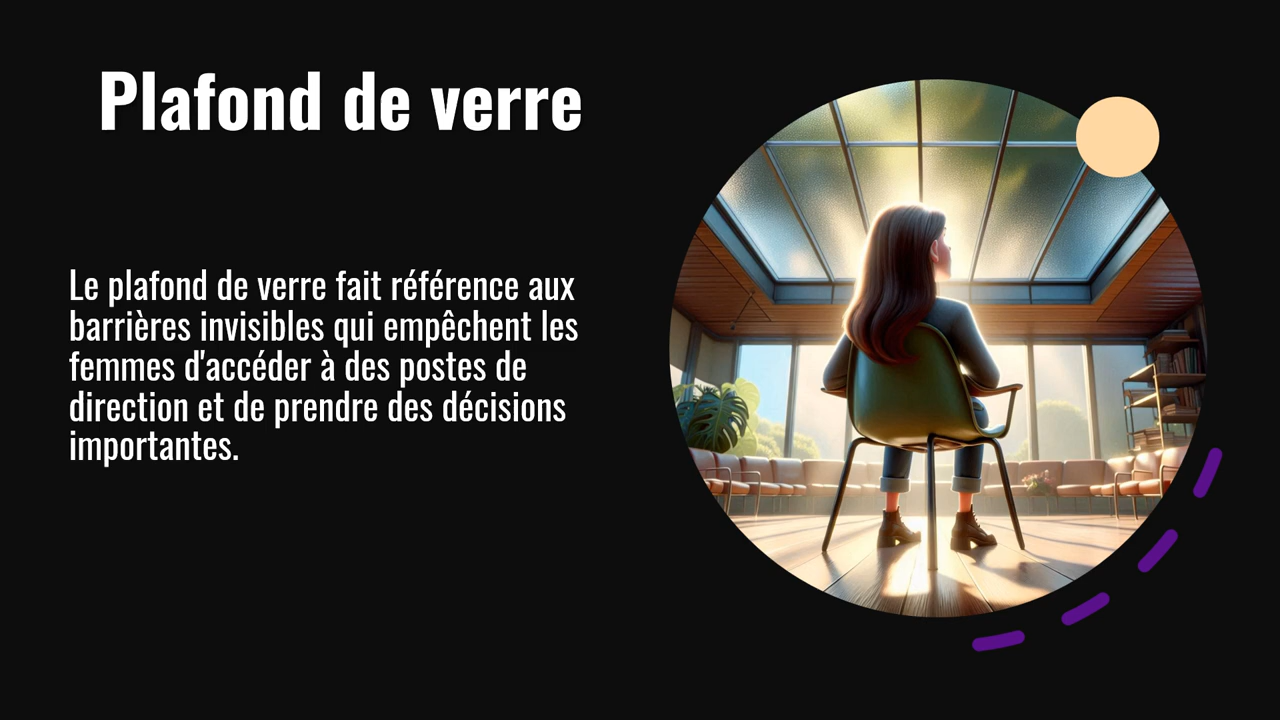 Plafond de verre
Le plafond de verre fait référence aux
barrières invisibles qui empêchent les
femmes d'accéder à des postes de
direction et de prendre des décisions
importantes.